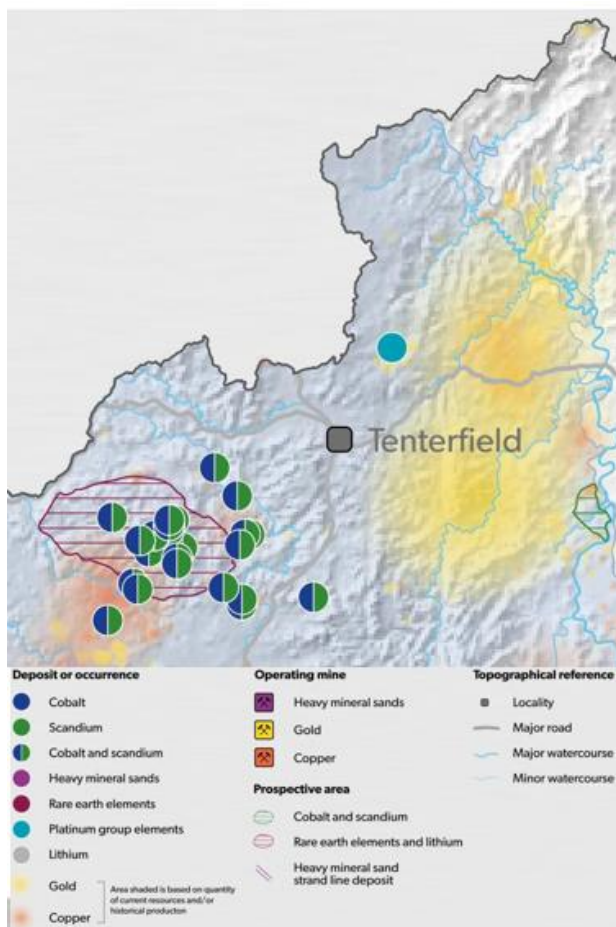 Tenterfield
Deposit or occurrence
Cobalt
Scandium
Cobalt and scandium
Heavy mineral sands
Rare earth elements
Platinum group elements
Lithium
Gold
Copper
Area shaded is based on quantity
of current resources and/or
historical production
Operating mine
Heavy mineral sands
Gold
Copper
Prospective area
Cobalt and scandium
Rare earth elements and lithium
Heavy mineral sand
strand line deposit
Topographical reference
Locality
Major road
Major watercourse
Minor watercourse